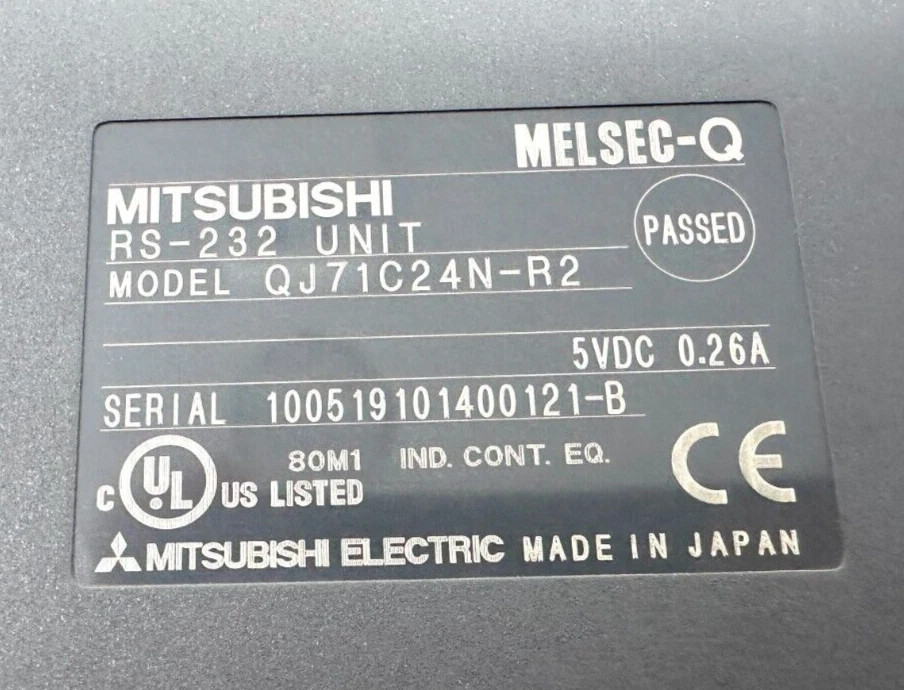 MELSEC-Q
MITSUBISHI
RS-232 UNIT
PASSED
MODEL QJ71C24N-R2
5VDC 0.26A
SERIAL 100519101400121-B
80M1 IND. CONT. EQ.
C UL US LISTED
CE
MITSUBISHI ELECTRIC MADE IN JAPAN